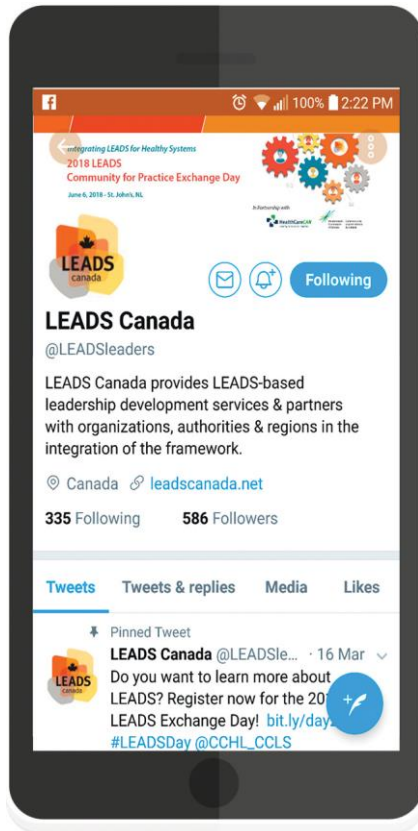 100% 2:22 PM
Integrating LEADS for Healthy Systems
2018 LEADS
Community for Practice Exchange Day
June 6, 2018 - St. John's, NL
In Partnership with
HealthCareCAN
LEADS
canada
Following
LEADS Canada
@LEADSleaders
LEADS Canada provides LEADS-based
leadership development services & partners
with organizations, authorities & regions in the
integration of the framework.
Canada leadscanada.net
335 Following 586 Followers
Tweets Tweets & replies Media Likes
Pinned Tweet
LEADS Canada @LEADSle... · 16 Mar
LEADS
canada
Do you want to learn more about
LEADS? Register now for the 201
LEADS Exchange Day! bit.ly/day
#LEADSDay @CCHL_CCLS